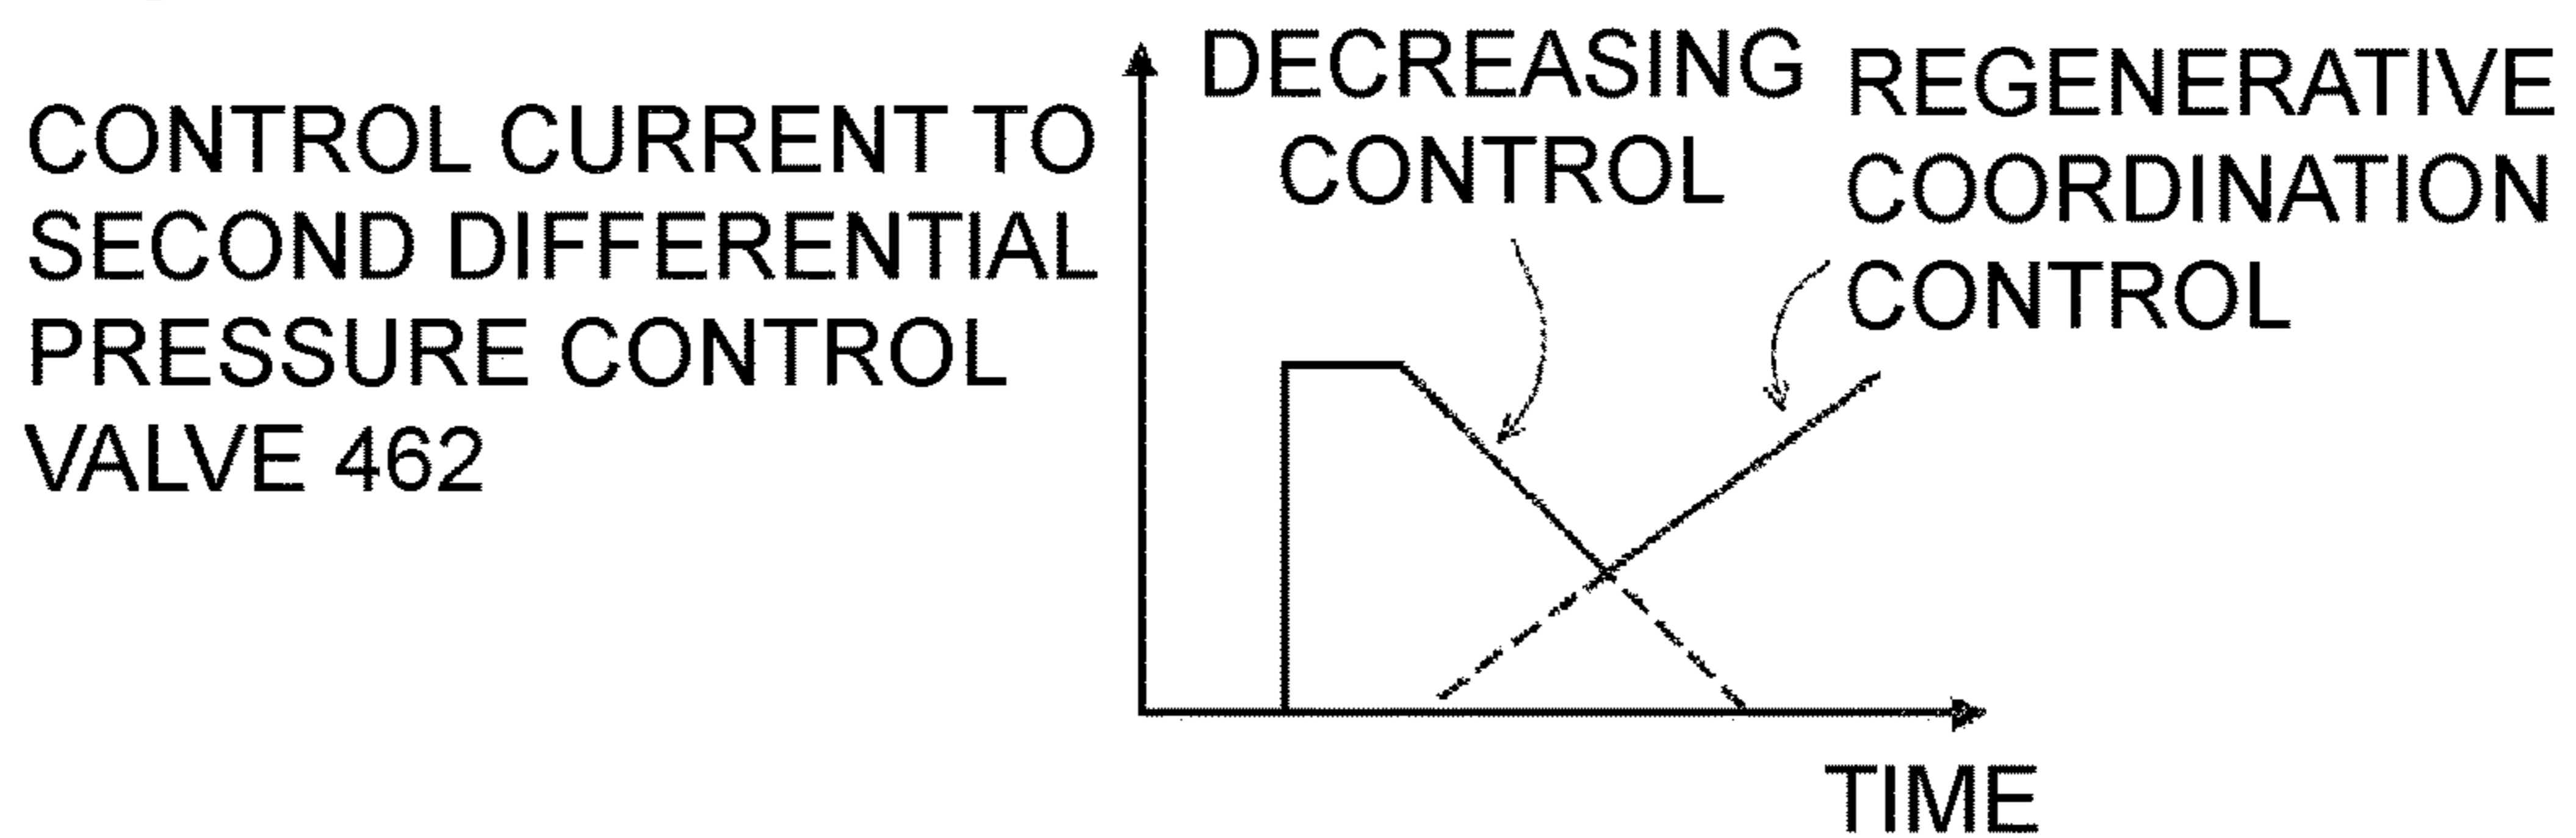 CONTROL CURRENT TO
SECOND DIFFERENTIAL
PRESSURE CONTROL
VALVE 462
DECREASING
CONTROL
REGENERATIVE
COORDINATION
CONTROL
TIME